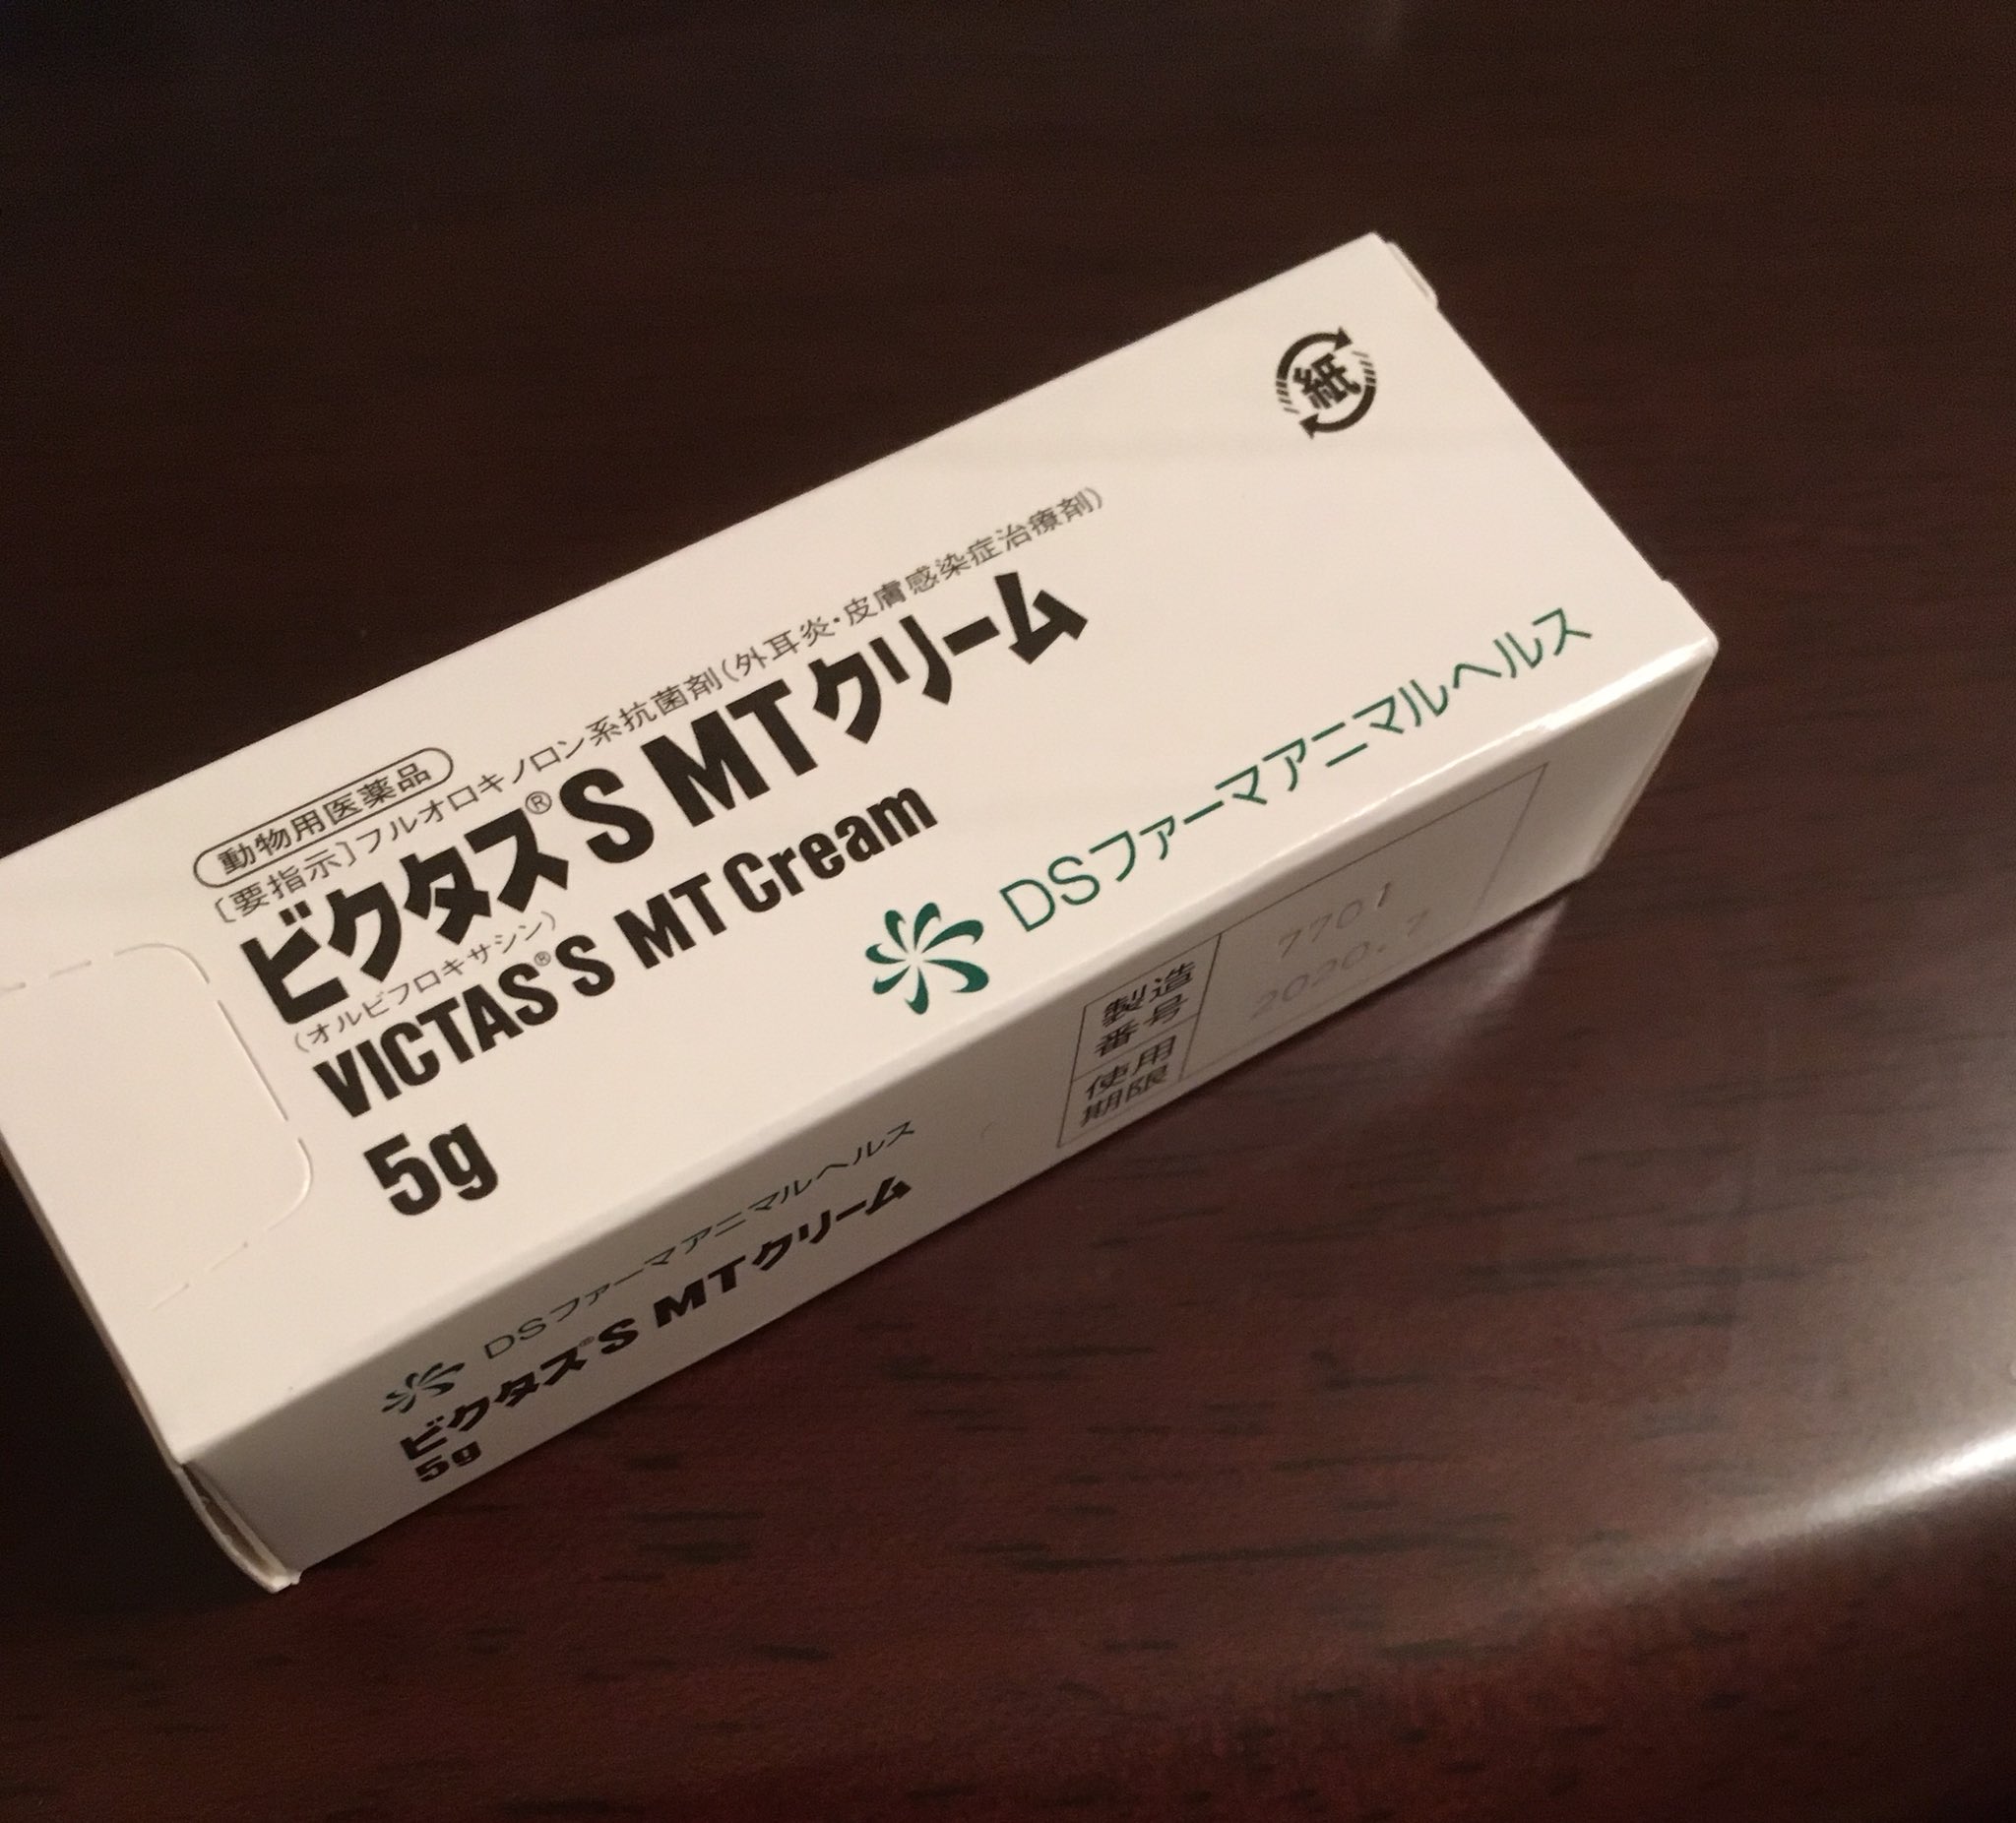 動物用医薬品
〔要指示〕フルオロキノロン系抗菌剤（外耳炎・皮膚感染症治療剤）
ビクタス®S MTクリーム
（オルビフロキサシン）
VICTAS®S MT Cream
5g
DSファーマアニマルヘルス
紙
DSファーマアニマルヘルス
ビクタス®S MTクリーム
5g
製造番号 7701
使用期限 2020.7